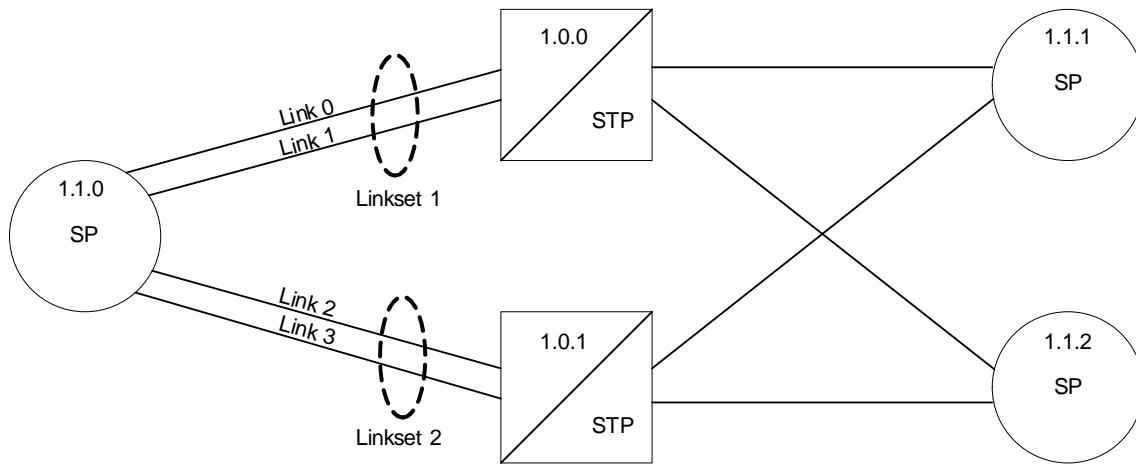 1.0.0
STP
1.1.1
SP
Link 0
Link 1
Linkset 1
1.1.0
SP
Link 2
Link 3
Linkset 2
1.0.1
STP
1.1.2
SP